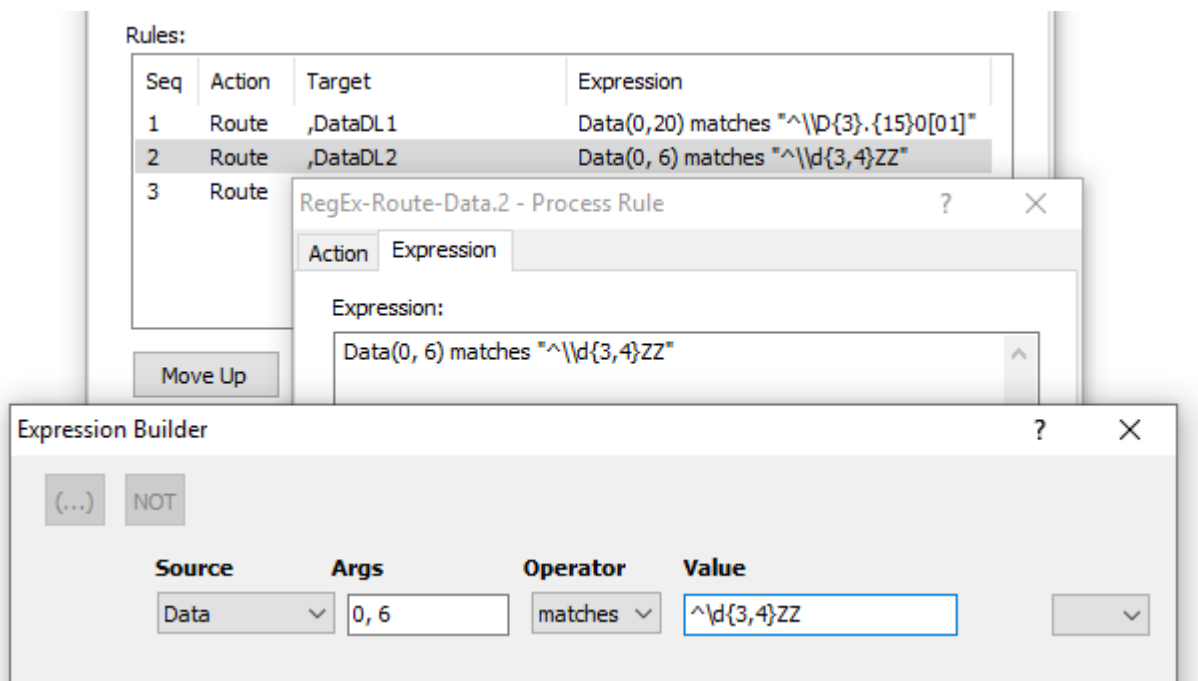 Rules:
Seq Action Target Expression
1 Route ,DataDL1 Data(0,20) matches "^\\D{3}.{15}0[01]"
2 Route ,DataDL2 Data(0, 6) matches "^\\d{3,4}ZZ"
3 Route
RegEx-Route-Data.2 - Process Rule ?
Action Expression
Expression:
Data(0, 6) matches "^\\d{3,4}ZZ"
Move Up
Expression Builder ?
(...) NOT
Source Args Operator Value
Data 0, 6 matches ^\d{3,4}ZZ